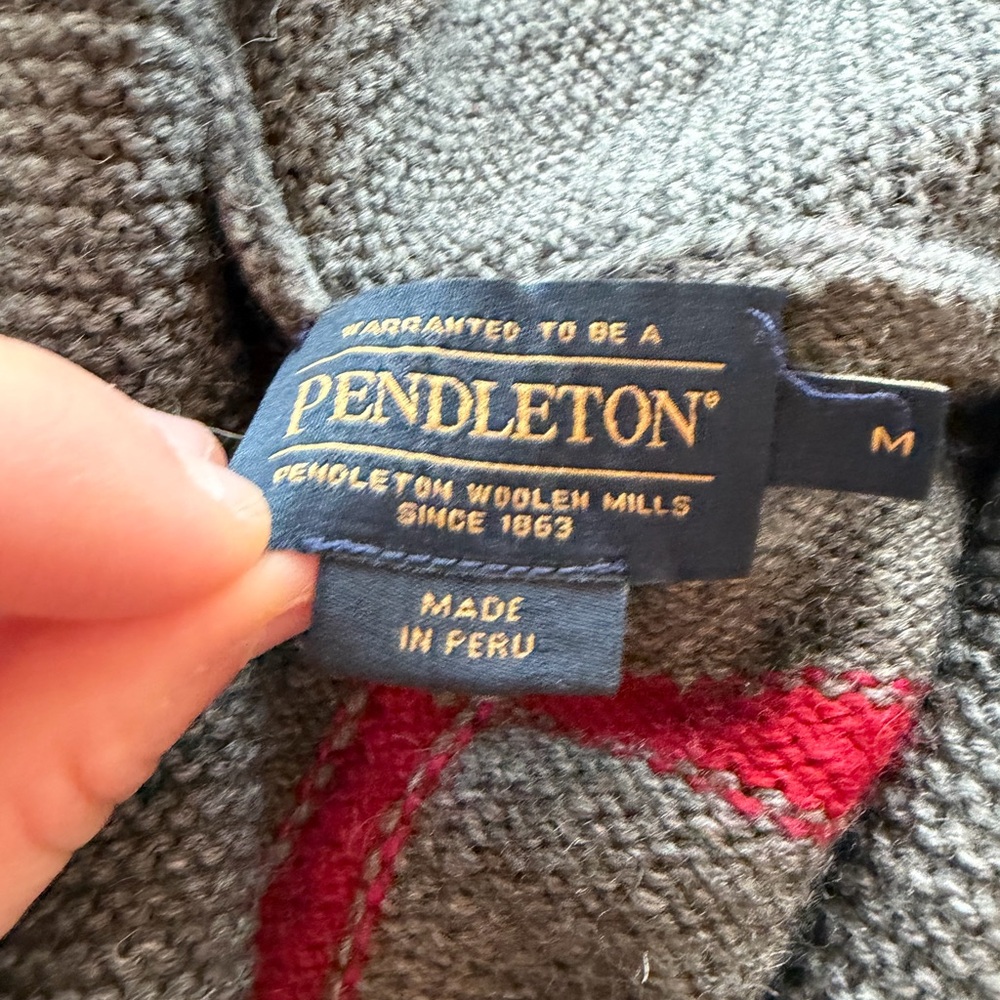 WARRANTED TO BE A
PENDLETON®
PENDLETON WOOLEN MILLS
SINCE 1863
M
MADE
IN PERU